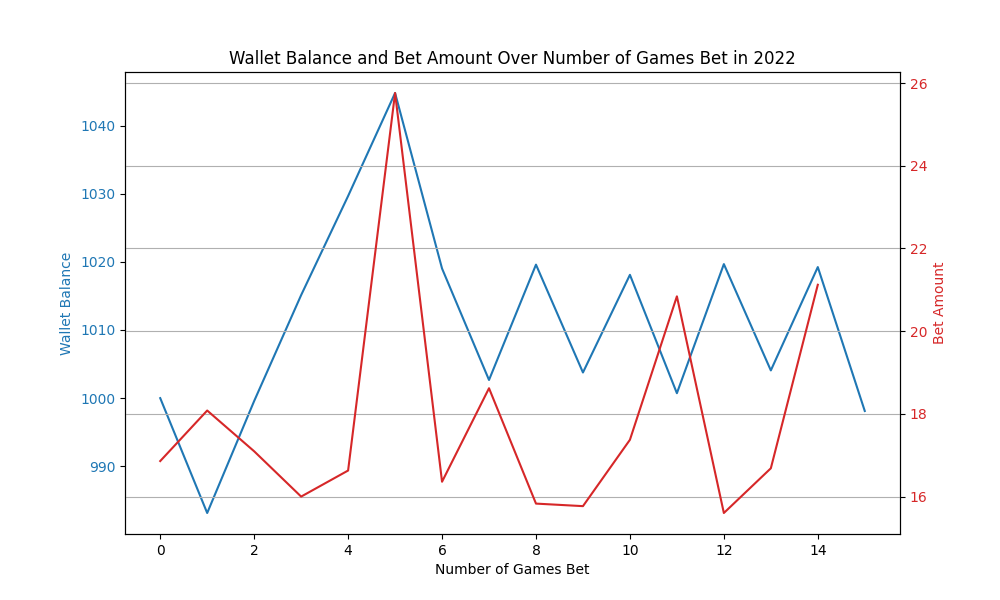 Wallet Balance and Bet Amount Over Number of Games Bet in 2022
1040
1030
1020
1010
1000
990
Wallet Balance
26
24
22
20
18
16
Bet Amount
0 2 4 6 8 10 12 14
Number of Games Bet